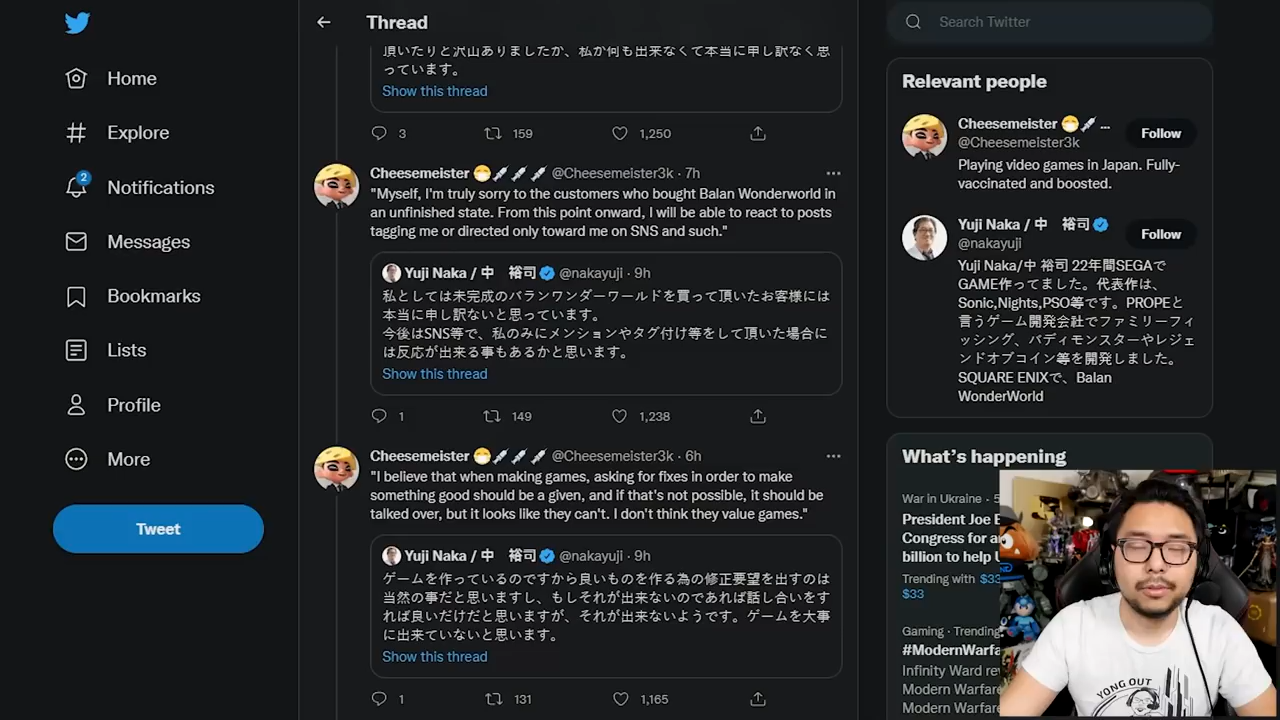 Home
Explore
2
Notifications
Messages
Bookmarks
Lists
Profile
More
Tweet
Thread
頂いたりと沢山ありましたが、私が何も出来なくて本当に申し訳なく思
っています。
Show this thread
3 159 1,250
Cheesemeister @Cheesemeister3k · 7h
"Myself, I'm truly sorry to the customers who bought Balan Wonderworld in
an unfinished state. From this point onward, I will be able to react to posts
tagging me or directed only toward me on SNS and such."
Yuji Naka / 中　裕司 @nakayuji · 9h
私としては未完成のバランワンダーワールドを買って頂いたお客様には
本当に申し訳ないと思っています。
今後はSNS等で、私のみにメンションやタグ付け等をして頂いた場合に
は反応が出来る事もあるかと思います。
Show this thread
1 149 1,238
Cheesemeister @Cheesemeister3k · 6h
"I believe that when making games, asking for fixes in order to make
something good should be a given, and if that's not possible, it should be
talked over, but it looks like they can't. I don't think they value games."
Yuji Naka / 中　裕司 @nakayuji · 9h
ゲームを作っているのですから良いものを作る為の修正要望を出すのは
当然の事だと思いますし、もしそれが出来ないのであれば話し合いをす
れば良いだけだと思いますが、それが出来ないようです。ゲームを大事
に出来ていないと思います。
Show this thread
1 131 1,165
Search Twitter
Relevant people
Cheesemeister ...
@Cheesemeister3k
Follow
Playing video games in Japan. Fully-
vaccinated and boosted.
Yuji Naka / 中　裕司
@nakayuji
Follow
Yuji Naka/中 裕司 22年間SEGAで
GAME作ってました。代表作は、
Sonic,Nights,PSO等です。PROPEと
言うゲーム開発会社でファミリーフィ
ッシング、バディモンスターやレジェ
ンドオブコイン等を開発しました。
SQUARE ENIXで、Balan
WonderWorld
What's happening
War in Ukraine · 5
President Joe B
Congress for a
billion to help U
Trending with $33
$33
Gaming · Trending
#ModernWarfa
Infinity Ward re
Modern Warfare
Modern Warfare
YONG OUT